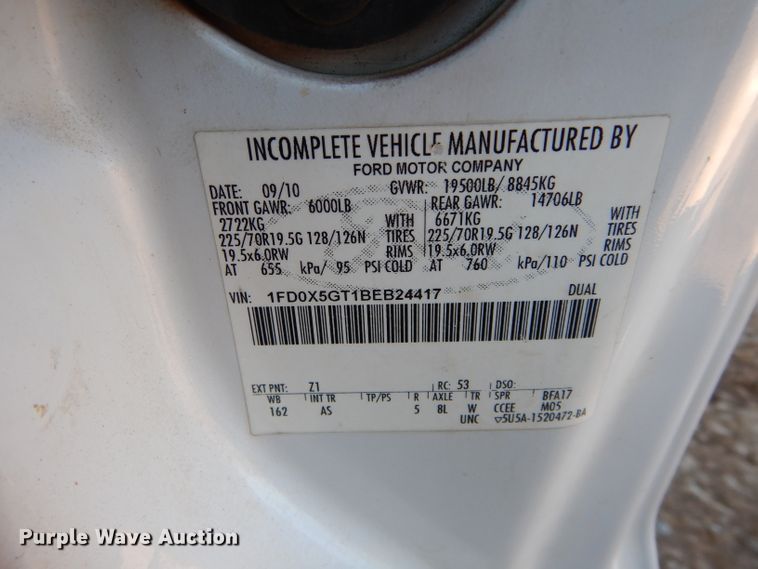 INCOMPLETE VEHICLE MANUFACTURED BY
FORD MOTOR COMPANY
DATE: 09/10 GVWR: 19500LB/ 8845KG
FRONT GAWR: 6000LB REAR GAWR: 14706LB
2722KG WITH 6671KG WITH
225/70R19.5G 128/126N TIRES 225/70R19.5G 128/126N TIRES
19.5x6.0RW RIMS 19.5x6.0RW RIMS
AT 655 kPa/ 95 PSI COLD AT 760 kPa/110 PSI COLD
VIN: 1FD0X5GT1BEB24417 DUAL
EXT PNT: Z1 RC: 53 DSO:
WB INT TR TP/PS R AXLE TR SPR BFA17
162 AS 5 BL W CCEE M05
UNC ▽5U5A-1520472-BA
Purple Wave Auction